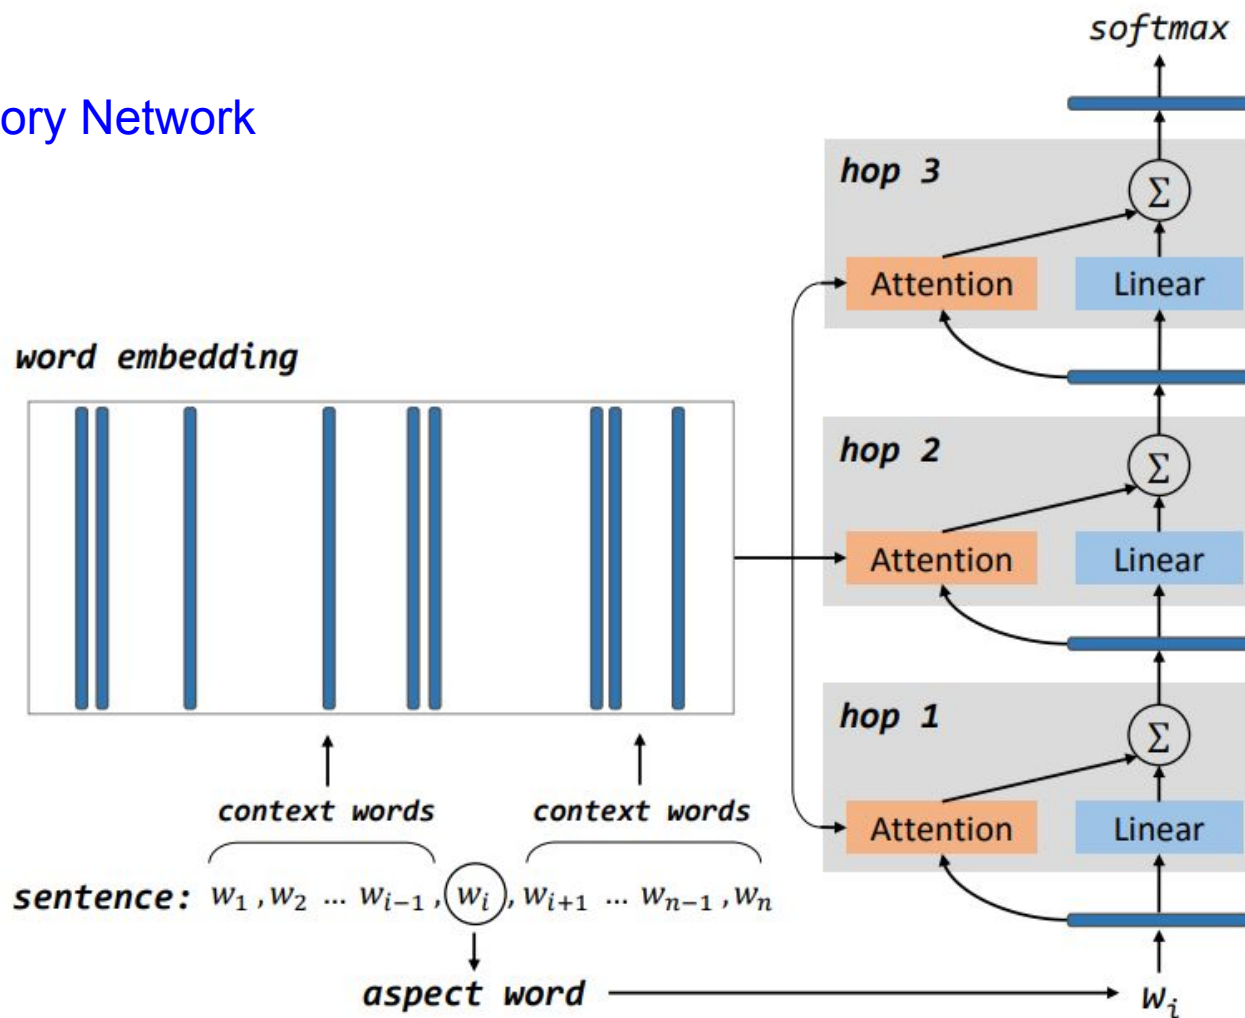 softmax
ory Network
hop 3
Σ
Attention
Linear
word embedding
hop 2
Σ
Attention
Linear
hop 1
Σ
context words
context words
Attention
Linear
sentence: w₁ , w₂ ... wᵢ₋₁ , wᵢ , wᵢ₊₁ ... wₙ₋₁ , wₙ
aspect word
wᵢ